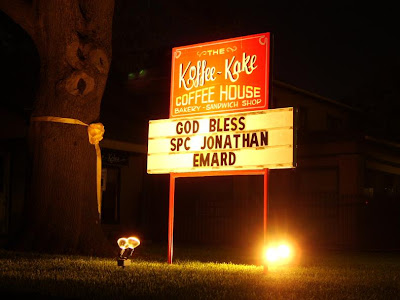 THE
Koffee-Kake
COFFEE HOUSE
BAKERY - SANDWICH SHOP
GOD BLESS
SPC JONATHAN
EMARD